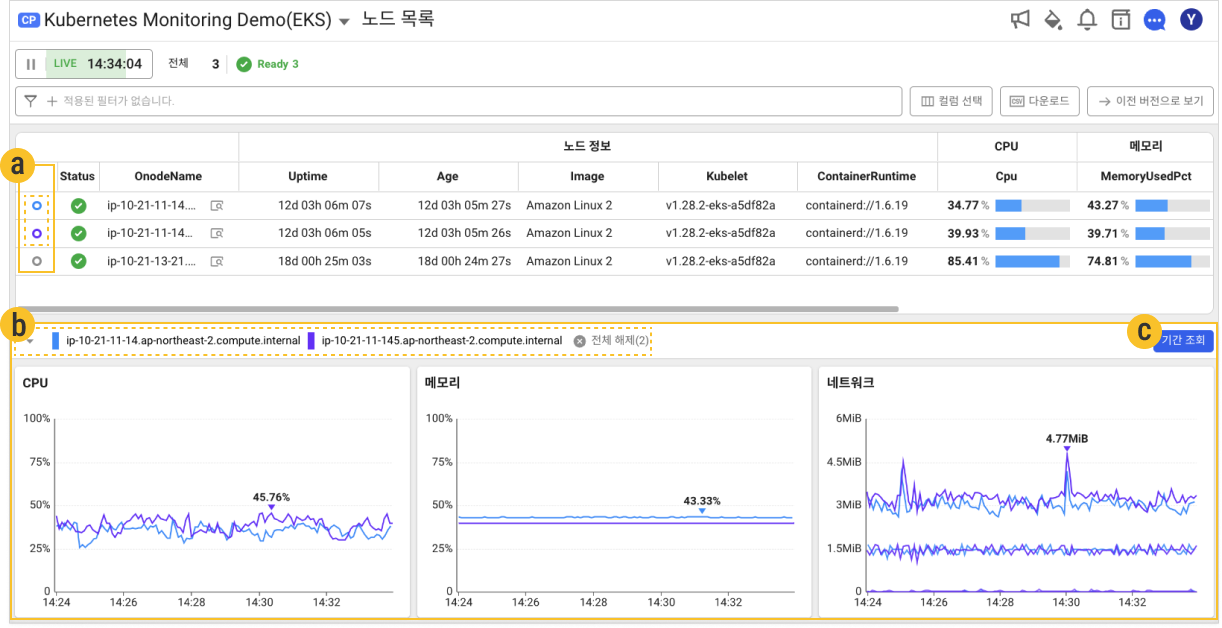 CP Kubernetes Monitoring Demo(EKS) 노드 목록 Y
LIVE 14:34:04 전체 3 Ready 3
적용된 필터가 없습니다. 컬럼 선택 CSV 다운로드 이전 버전으로 보기
노드 정보 CPU 메모리
a
Status OnodeName Uptime Age Image Kubelet ContainerRuntime Cpu MemoryUsedPct
ip-10-21-11-14.... 12d 03h 06m 07s 12d 03h 05m 27s Amazon Linux 2 v1.28.2-eks-a5df82a containerd://1.6.19 34.77 % 43.27 %
ip-10-21-11-14.... 12d 03h 06m 05s 12d 03h 05m 26s Amazon Linux 2 v1.28.2-eks-a5df82a containerd://1.6.19 39.93 % 39.71 %
ip-10-21-13-21.... 18d 00h 25m 03s 18d 00h 24m 27s Amazon Linux 2 v1.28.2-eks-a5df82a containerd://1.6.19 85.41 % 74.81 %
b c
ip-10-21-11-14.ap-northeast-2.compute.internal ip-10-21-11-145.ap-northeast-2.compute.internal 전체 해제(2) 기간 조회
CPU
100%
75%
50%
25%
0
45.76%
14:24 14:26 14:28 14:30 14:32
메모리
100%
75%
50%
25%
0
43.33%
14:24 14:26 14:28 14:30 14:32
네트워크
6MiB
4.5MiB
3MiB
1.5MiB
0
4.77MiB
14:24 14:26 14:28 14:30 14:32